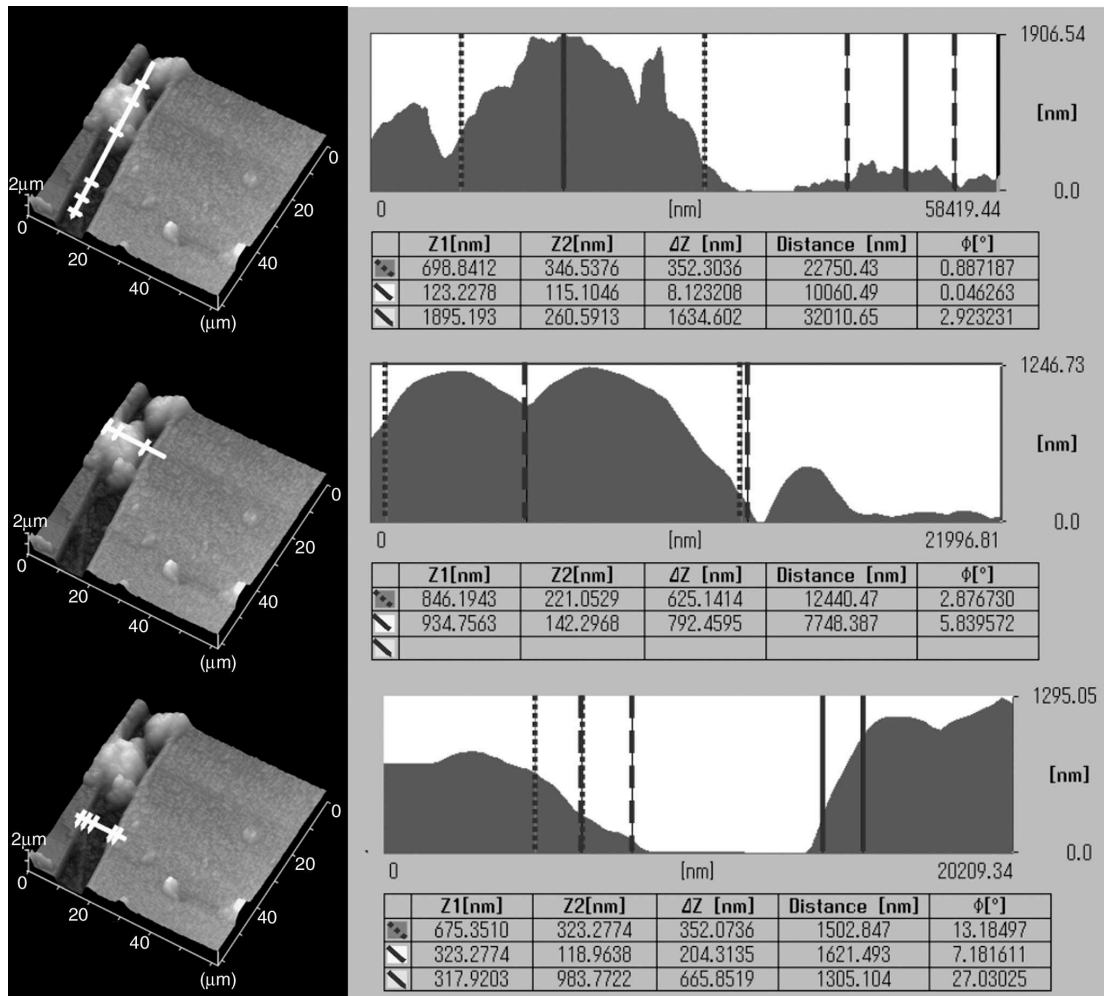 2μm
0
20
40
(μm)
0
20
40
1906.54
[nm]
0.0
0 [nm] 58419.44
Z1[nm] Z2[nm] ΔZ [nm] Distance [nm] ϕ[°]
698.8412 346.5376 352.3036 22750.43 0.887187
123.2278 115.1046 8.123208 10060.49 0.046263
1895.193 260.5913 1634.602 32010.65 2.923231
2μm
0
20
40
(μm)
0
20
40
1246.73
[nm]
0.0
0 [nm] 21996.81
Z1[nm] Z2[nm] ΔZ [nm] Distance [nm] ϕ[°]
846.1943 221.0529 625.1414 12440.47 2.876730
934.7563 142.2968 792.4595 7748.387 5.839572
2μm
0
20
40
(μm)
0
20
40
1295.05
[nm]
0.0
0 [nm] 20209.34
Z1[nm] Z2[nm] ΔZ [nm] Distance [nm] ϕ[°]
675.3510 323.2774 352.0736 1502.847 13.18497
323.2774 118.9638 204.3135 1621.493 7.181611
317.9203 983.7722 665.8519 1305.104 27.03025